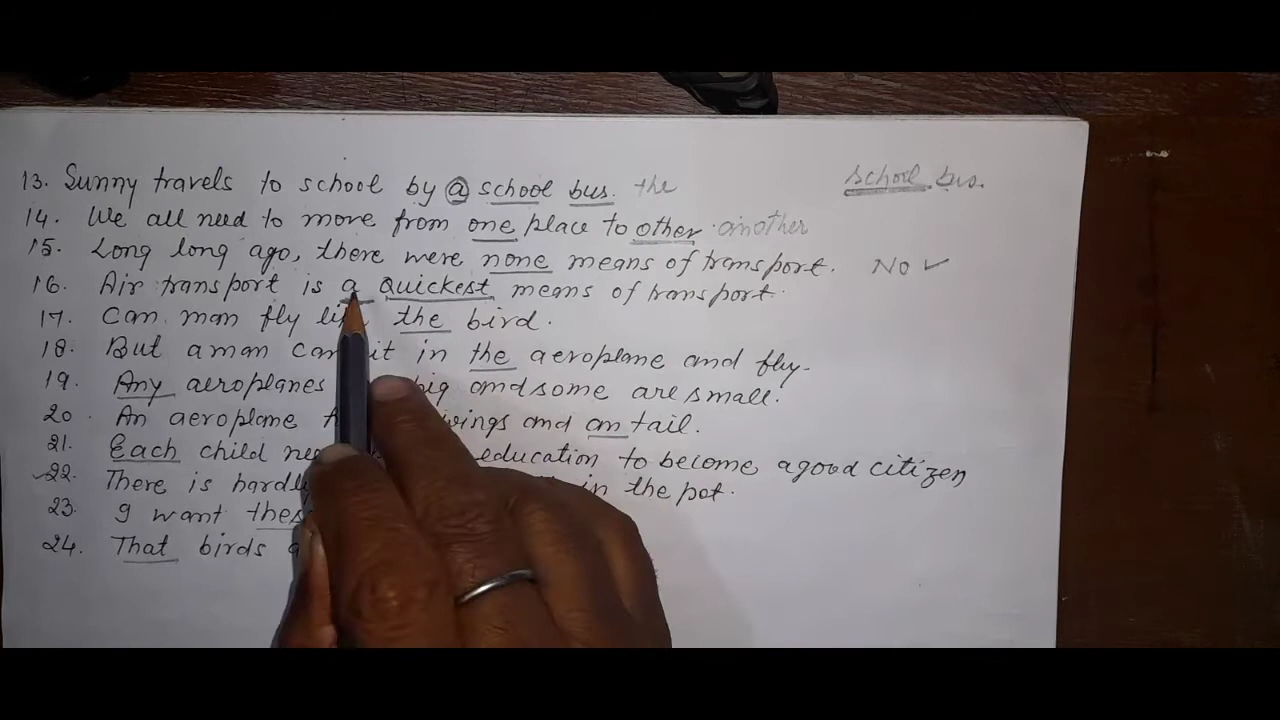 13. Sunny travels to school by a school bus. the school bus.
14. We all need to move from one place to other. another
15. Long long ago, there were none means of transport. No ✓
16. Air transport is a quickest means of transport.
17. Can man fly the bird.
18. But a man can it in the aeroplane and fly.
19. Any aeroplanes big and some are small.
20. An aeroplane wings and an tail.
21. Each child education to become a good citizen
22. There is in the pot.
23. I want
24. That birds